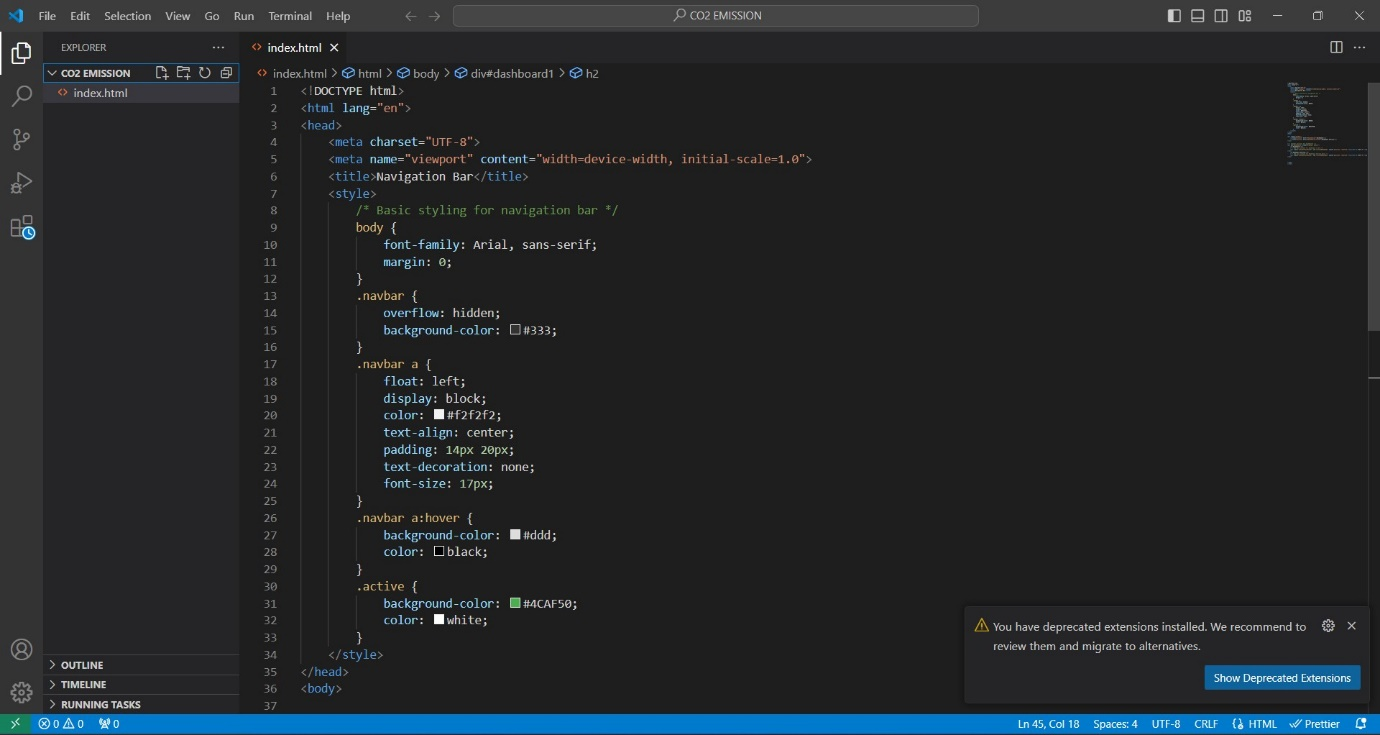 File Edit Selection View Go Run Terminal Help
CO2 EMISSION
EXPLORER
CO2 EMISSION
index.html
OUTLINE
TIMELINE
RUNNING TASKS
index.html
index.html > html > body > div#dashboard1 > h2
1 <!DOCTYPE html>
2 <html lang="en">
3 <head>
4 <meta charset="UTF-8">
5 <meta name="viewport" content="width=device-width, initial-scale=1.0">
6 <title>Navigation Bar</title>
7 <style>
8 /* Basic styling for navigation bar */
9 body {
10 font-family: Arial, sans-serif;
11 margin: 0;
12 }
13 .navbar {
14 overflow: hidden;
15 background-color: #333;
16 }
17 .navbar a {
18 float: left;
19 display: block;
20 color: #f2f2f2;
21 text-align: center;
22 padding: 14px 20px;
23 text-decoration: none;
24 font-size: 17px;
25 }
26 .navbar a:hover {
27 background-color: #ddd;
28 color: black;
29 }
30 .active {
31 background-color: #4CAF50;
32 color: white;
33 }
34 </style>
35 </head>
36 <body>
37
You have deprecated extensions installed. We recommend to
review them and migrate to alternatives.
Show Deprecated Extensions
0 0 0 Ln 45, Col 18 Spaces: 4 UTF-8 CRLF HTML Prettier